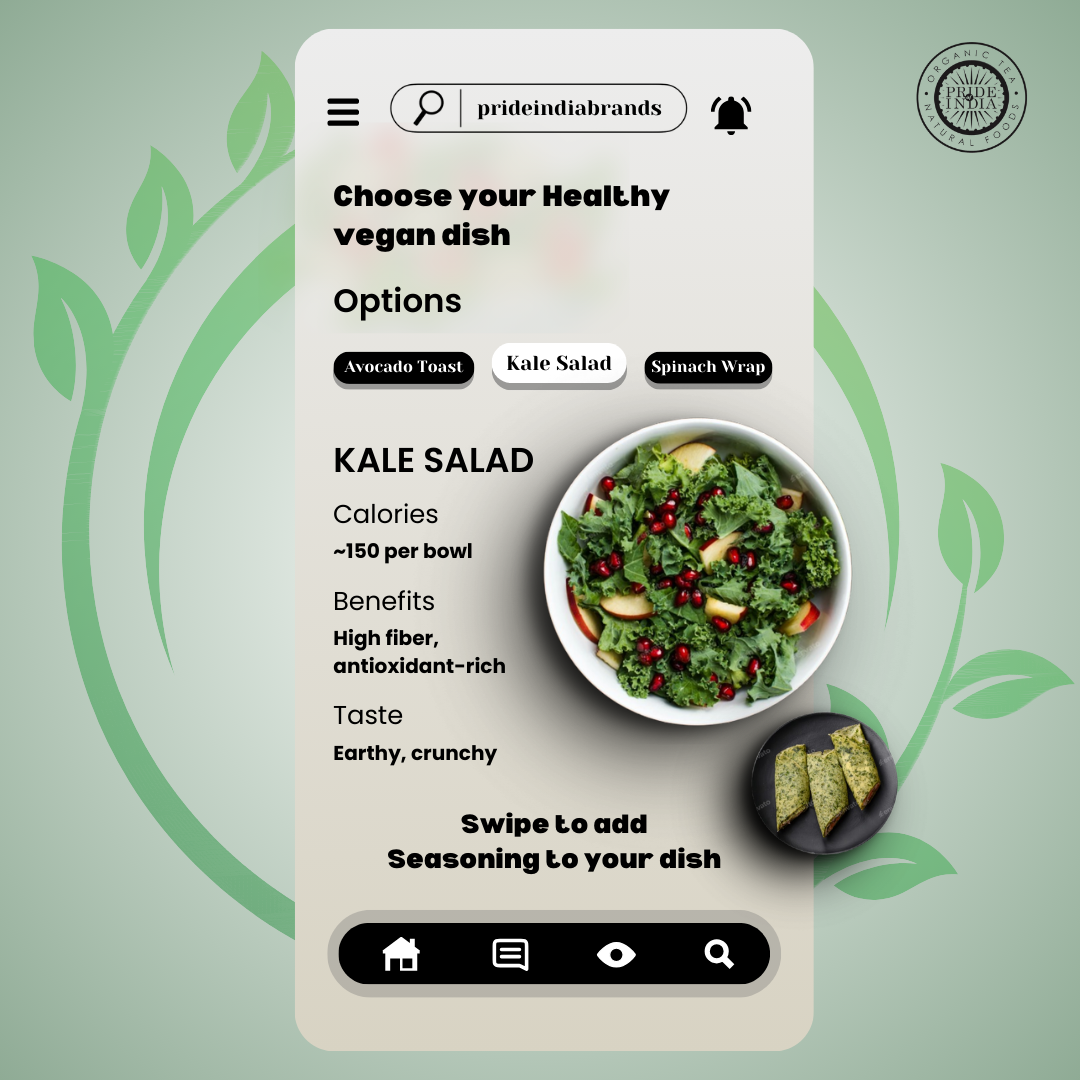 prideindiabrands
ORGANIC TEA
PRIDE
INDIA
NATURAL FOODS
Choose your Healthy
vegan dish
Options
Avocado Toast
Kale Salad
Spinach Wrap
KALE SALAD
Calories
~150 per bowl
Benefits
High fiber,
antioxidant-rich
Taste
Earthy, crunchy
Swipe to add
Seasoning to your dish